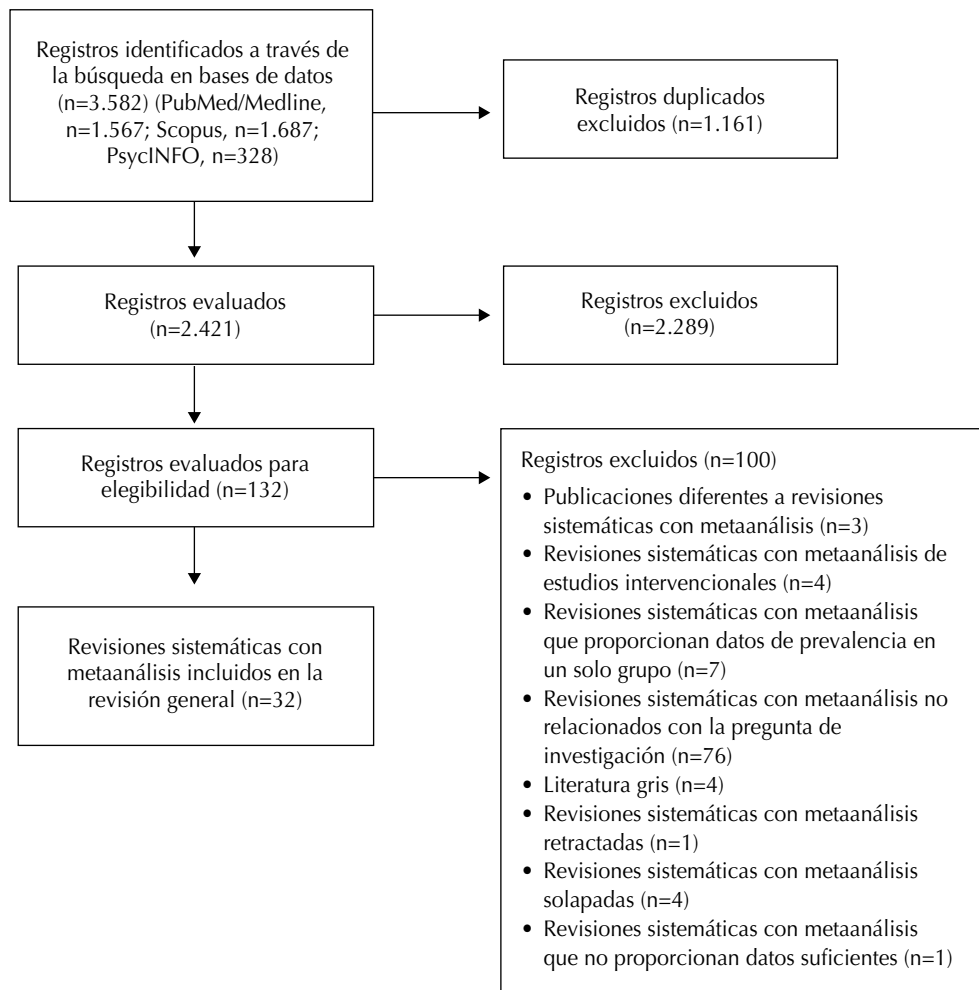 Registros identificados a través de
la búsqueda en bases de datos
(n=3.582) (PubMed/Medline,
n=1.567; Scopus, n=1.687;
PsycINFO, n=328)
Registros duplicados
excluidos (n=1.161)
Registros evaluados
(n=2.421)
Registros excluidos
(n=2.289)
Registros evaluados para
elegibilidad (n=132)
Registros excluidos (n=100)
• Publicaciones diferentes a revisiones
sistemáticas con metaanálisis (n=3)
• Revisiones sistemáticas con metaanálisis de
estudios intervencionales (n=4)
• Revisiones sistemáticas con metaanálisis
que proporcionan datos de prevalencia en
un solo grupo (n=7)
• Revisiones sistemáticas con metaanálisis no
relacionados con la pregunta de
investigación (n=76)
• Literatura gris (n=4)
• Revisiones sistemáticas con metaanálisis
retractadas (n=1)
• Revisiones sistemáticas con metaanálisis
solapadas (n=4)
• Revisiones sistemáticas con metaanálisis
que no proporcionan datos suficientes (n=1)
Revisiones sistemáticas con
metaanálisis incluidos en la
revisión general (n=32)